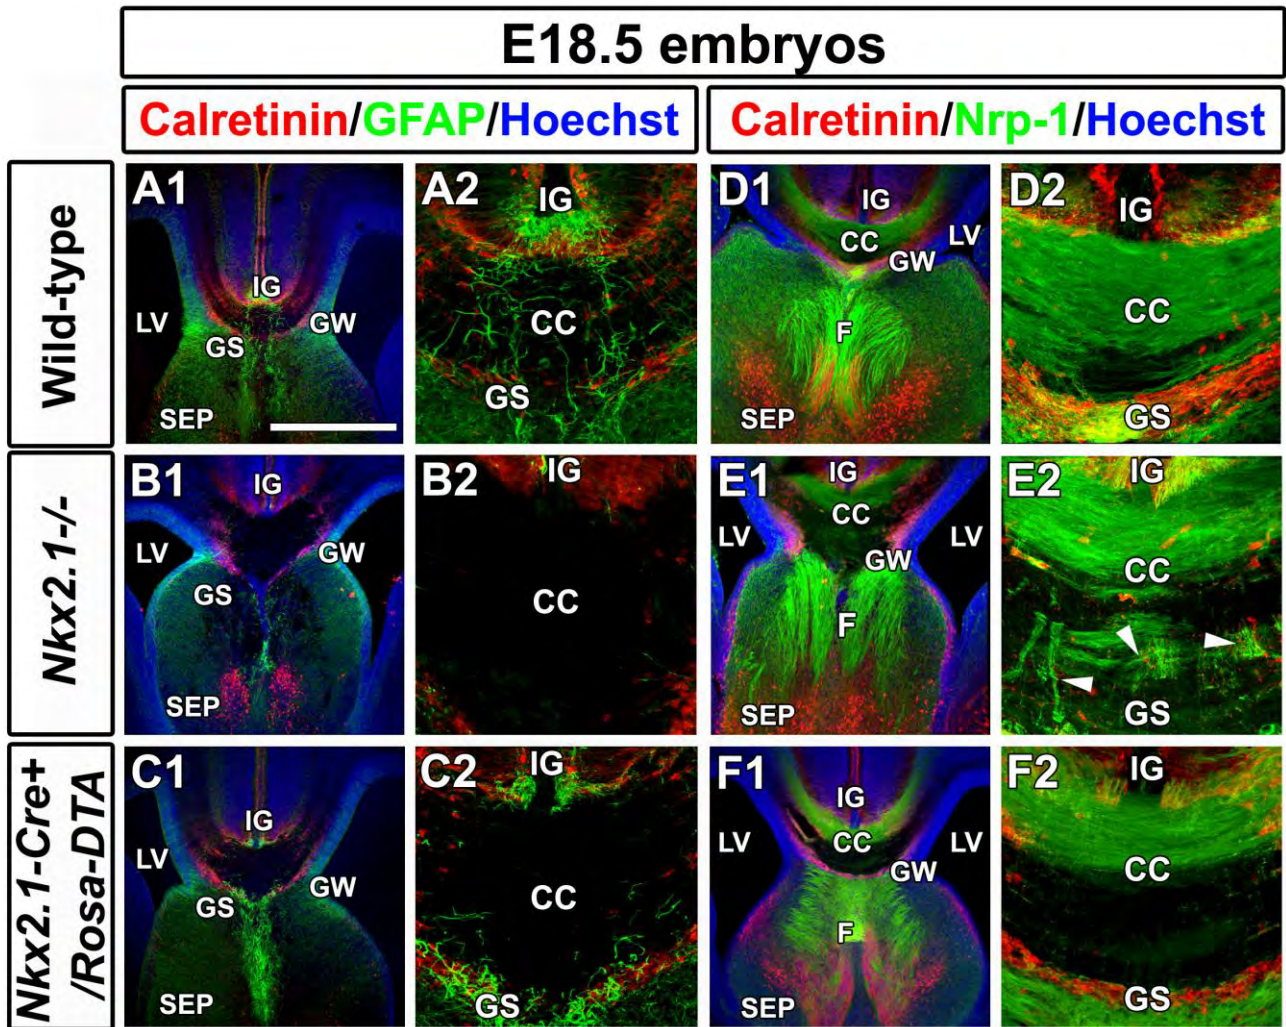 E18.5 embryos
Calretinin/GFAP/Hoechst
Calretinin/Nrp-1/Hoechst
Wild-type
A1
IG
LV
GS
GW
SEP
A2
IG
CC
GS
D1
IG
LV
CC
GW
F
SEP
D2
IG
CC
GS
Nkx2.1-/-
B1
IG
LV
GW
GS
SEP
B2
IG
CC
E1
IG
CC
LV
GW
LV
F
SEP
E2
IG
CC
GS
Nkx2.1-Cre+
/Rosa-DTA
C1
IG
LV
GW
GS
SEP
C2
IG
CC
GS
F1
IG
LV
CC
LV
GW
F
SEP
F2
IG
CC
GS